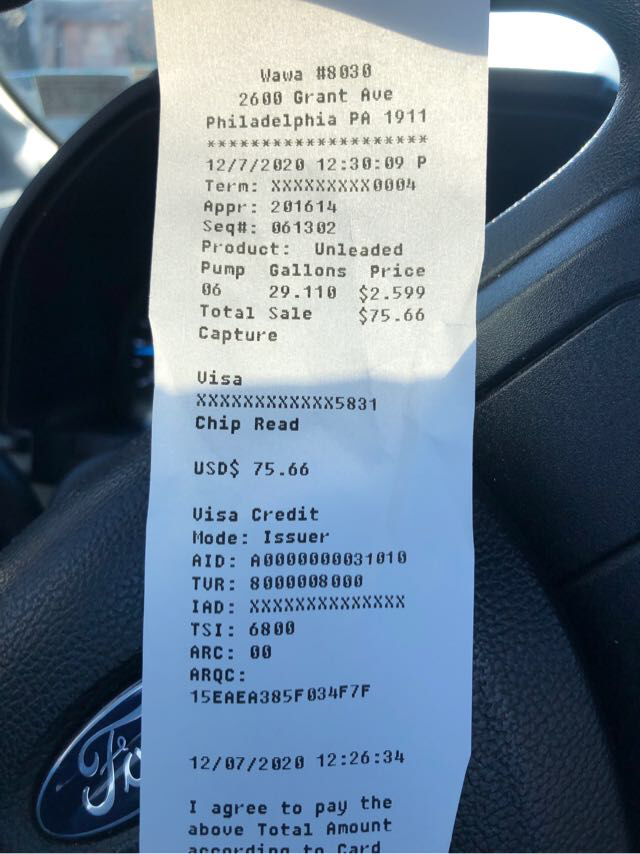 Wawa #8030
2600 Grant Ave
Philadelphia PA 1911
*******************
12/7/2020 12:30:09 P
Term: XXXXXXXXX0004
Appr: 201614
Seq#: 061302
Product: Unleaded
Pump Gallons Price
06 29.110 $2.599
Total Sale $75.66
Capture
Visa
XXXXXXXXXXXX5831
Chip Read
USD$ 75.66
Visa Credit
Mode: Issuer
AID: A0000000031010
TVR: 8000008000
IAD: XXXXXXXXXXXXXX
TSI: 6800
ARC: 00
ARQC:
15EAEA385F034F7F
12/07/2020 12:26:34
I agree to pay the
above Total Amount
according to Card